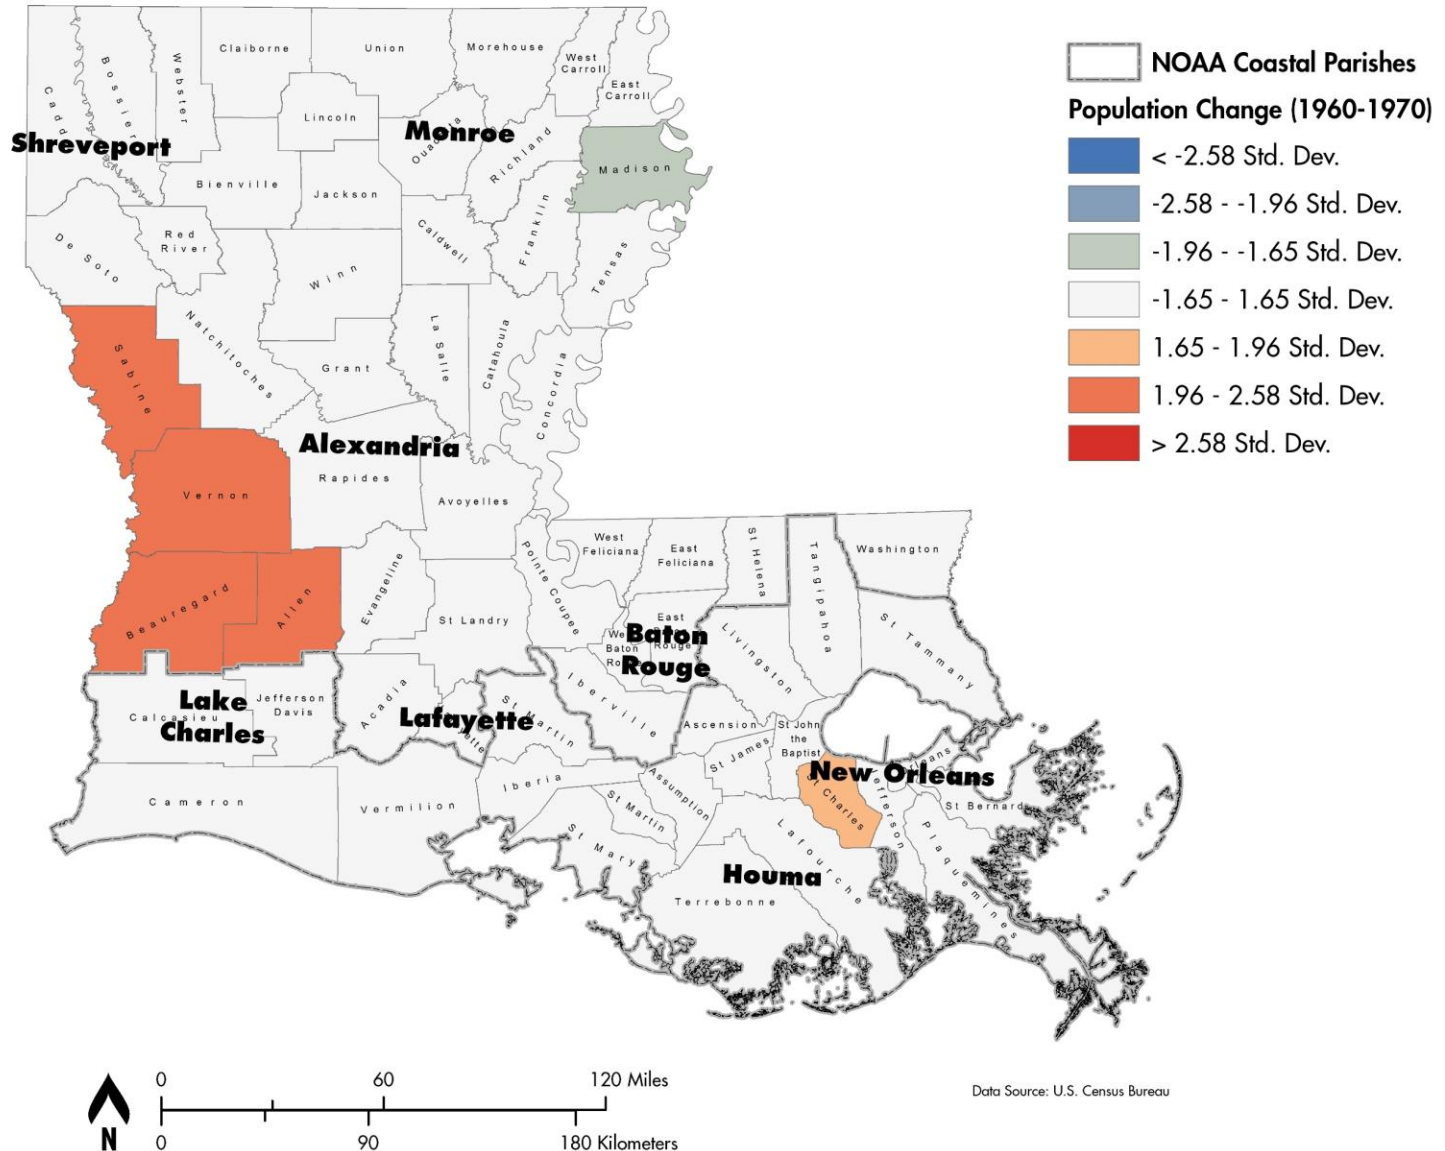 Claiborne
Union
Morehouse
West
Carroll
East
Carroll
Webster
Bossier
Caddo
Lincoln
Monroe
Ouachita
Richland
Shreveport
Madison
Bienville
Jackson
Franklin
Caldwell
Red
River
De Soto
Winn
Tensas
Natchitoches
La Salle
Catahoula
Concordia
Sabine
Grant
Alexandria
Rapides
Vernon
Avoyelles
West
Feliciana
East
Feliciana
St Helena
Tangipahoa
Washington
Pointe Coupee
Evangeline
Beauregard
Allen
St Landry
East
Baton
Rouge
Baton
Rouge
Livingston
St Tammany
Iberville
Acadia
Jefferson
Davis
Lake
Charles
Calcasieu
Lafayette
St Martin
Ascension
St John
the
Baptist
St James
New Orleans
St Charles
Jefferson
St Bernard
Assumption
Iberia
Cameron
Vermilion
St Martin
St Mary
Lafourche
Plaquemines
Houma
Terrebonne
NOAA Coastal Parishes
Population Change (1960-1970)
< -2.58 Std. Dev.
-2.58 - -1.96 Std. Dev.
-1.96 - -1.65 Std. Dev.
-1.65 - 1.65 Std. Dev.
1.65 - 1.96 Std. Dev.
1.96 - 2.58 Std. Dev.
> 2.58 Std. Dev.
0 60 120 Miles
N
0 90 180 Kilometers
Data Source: U.S. Census Bureau